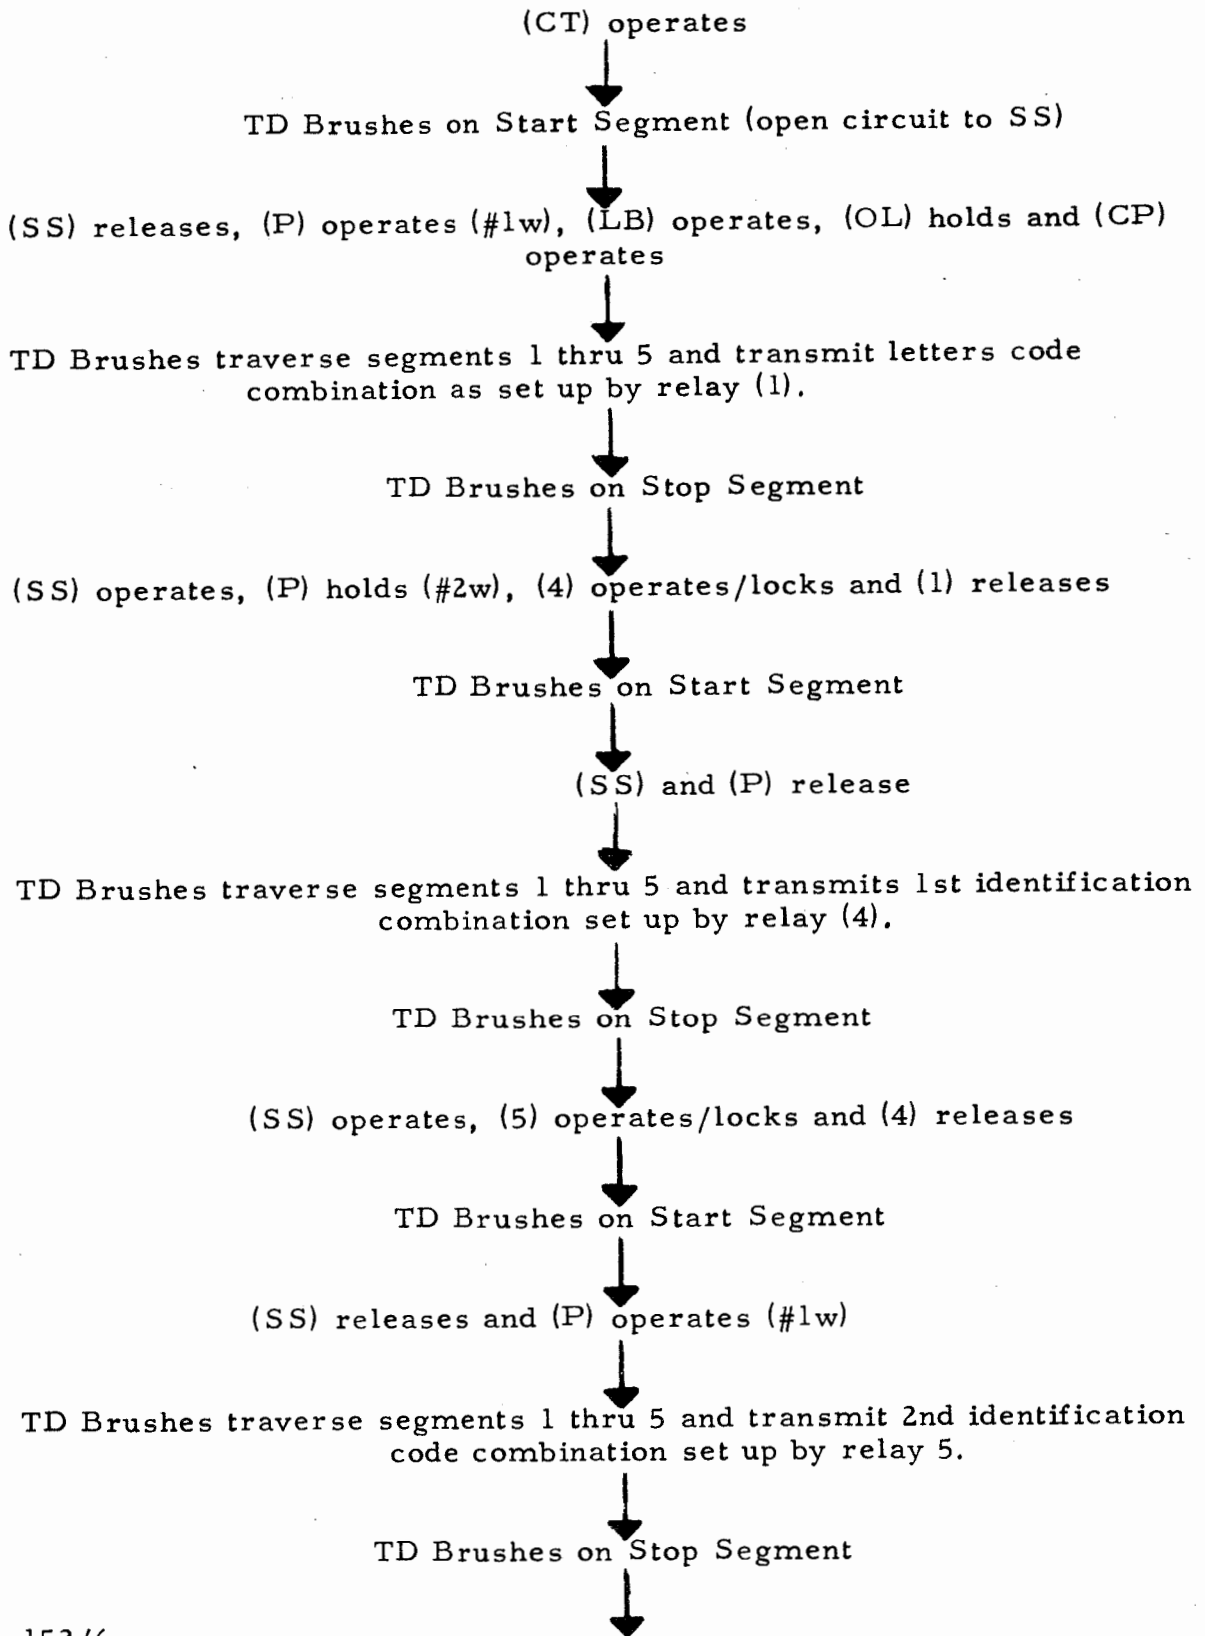 (CT) operates
TD Brushes on Start Segment (open circuit to SS)
(SS) releases, (P) operates (#1w), (LB) operates, (OL) holds and (CP)
operates
TD Brushes traverse segments 1 thru 5 and transmit letters code
combination as set up by relay (1).
TD Brushes on Stop Segment
(SS) operates, (P) holds (#2w), (4) operates/locks and (1) releases
TD Brushes on Start Segment
(SS) and (P) release
TD Brushes traverse segments 1 thru 5 and transmits 1st identification
combination set up by relay (4).
TD Brushes on Stop Segment
(SS) operates, (5) operates/locks and (4) releases
TD Brushes on Start Segment
(SS) releases and (P) operates (#1w)
TD Brushes traverse segments 1 thru 5 and transmit 2nd identification
code combination set up by relay 5.
TD Brushes on Stop Segment